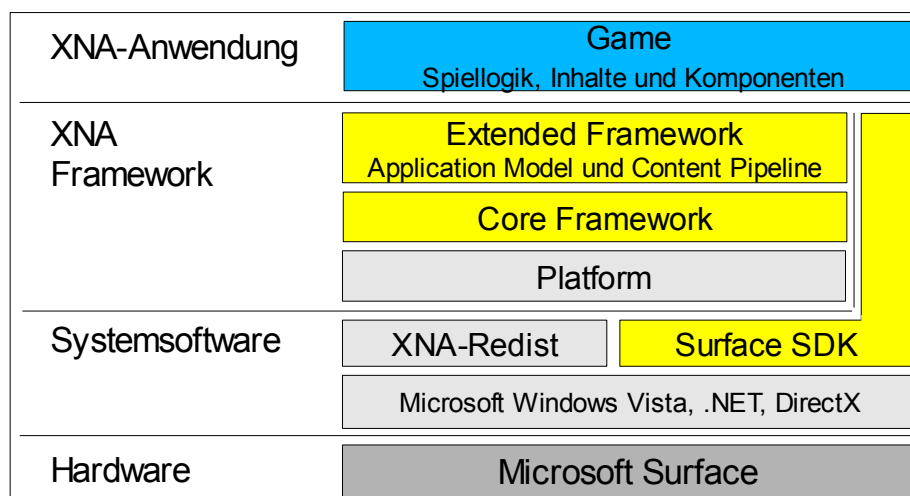 XNA-Anwendung
Game
Spiellogik, Inhalte und Komponenten
XNA
Framework
Extended Framework
Application Model und Content Pipeline
Core Framework
Platform
Systemsoftware
XNA-Redist
Surface SDK
Microsoft Windows Vista, .NET, DirectX
Hardware
Microsoft Surface